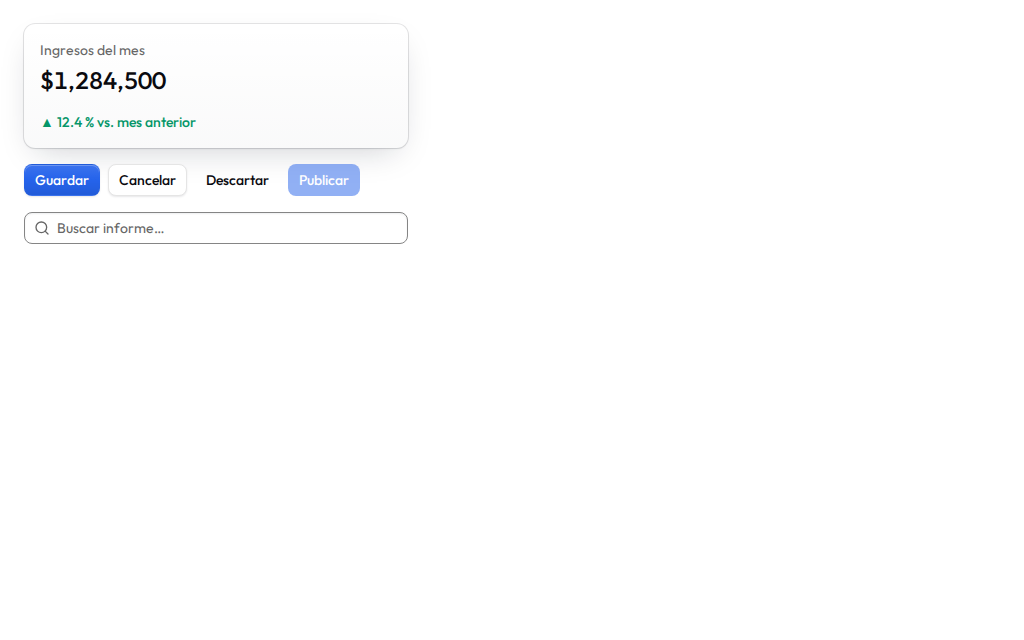 Ingresos del mes
$1,284,500
▲ 12.4 % vs. mes anterior
Guardar Cancelar Descartar Publicar
Buscar informe…